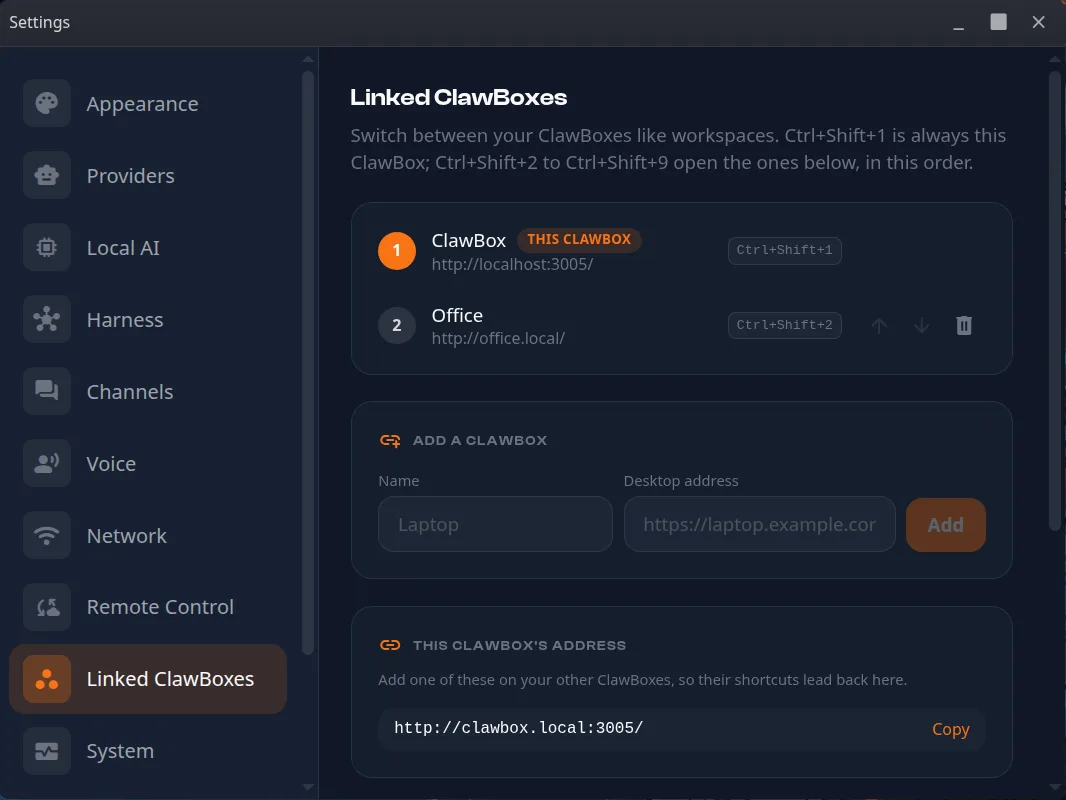 Settings
Appearance
Providers
Local AI
Harness
Channels
Voice
Network
Remote Control
Linked ClawBoxes
System
Linked ClawBoxes
Switch between your ClawBoxes like workspaces. Ctrl+Shift+1 is always this
ClawBox; Ctrl+Shift+2 to Ctrl+Shift+9 open the ones below, in this order.
1
ClawBox THIS CLAWBOX
http://localhost:3005/
Ctrl+Shift+1
2
Office
http://office.local/
Ctrl+Shift+2
ADD A CLAWBOX
Name
Desktop address
Laptop
https://laptop.example.cor
Add
THIS CLAWBOX'S ADDRESS
Add one of these on your other ClawBoxes, so their shortcuts lead back here.
http://clawbox.local:3005/
Copy